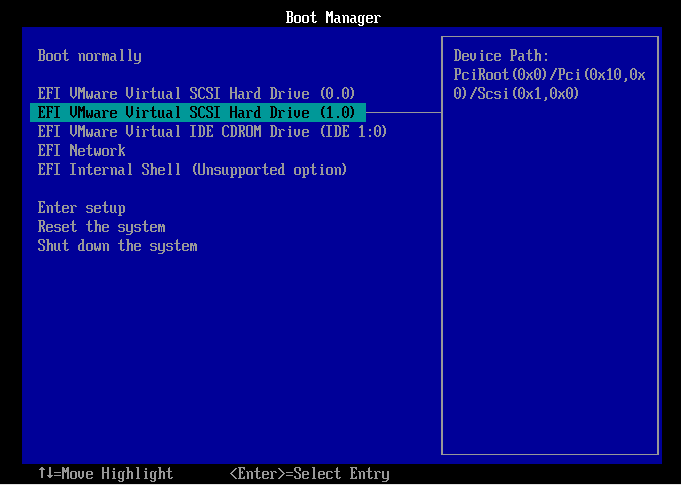 Boot Manager
Boot normally
EFI VMware Virtual SCSI Hard Drive (0.0)
EFI VMware Virtual SCSI Hard Drive (1.0)
EFI VMware Virtual IDE CDROM Drive (IDE 1:0)
EFI Network
EFI Internal Shell (Unsupported option)
Enter setup
Reset the system
Shut down the system
Device Path:
PciRoot(0x0)/Pci(0x10,0x
0)/Scsi(0x1,0x0)
↑↓=Move Highlight <Enter>=Select Entry